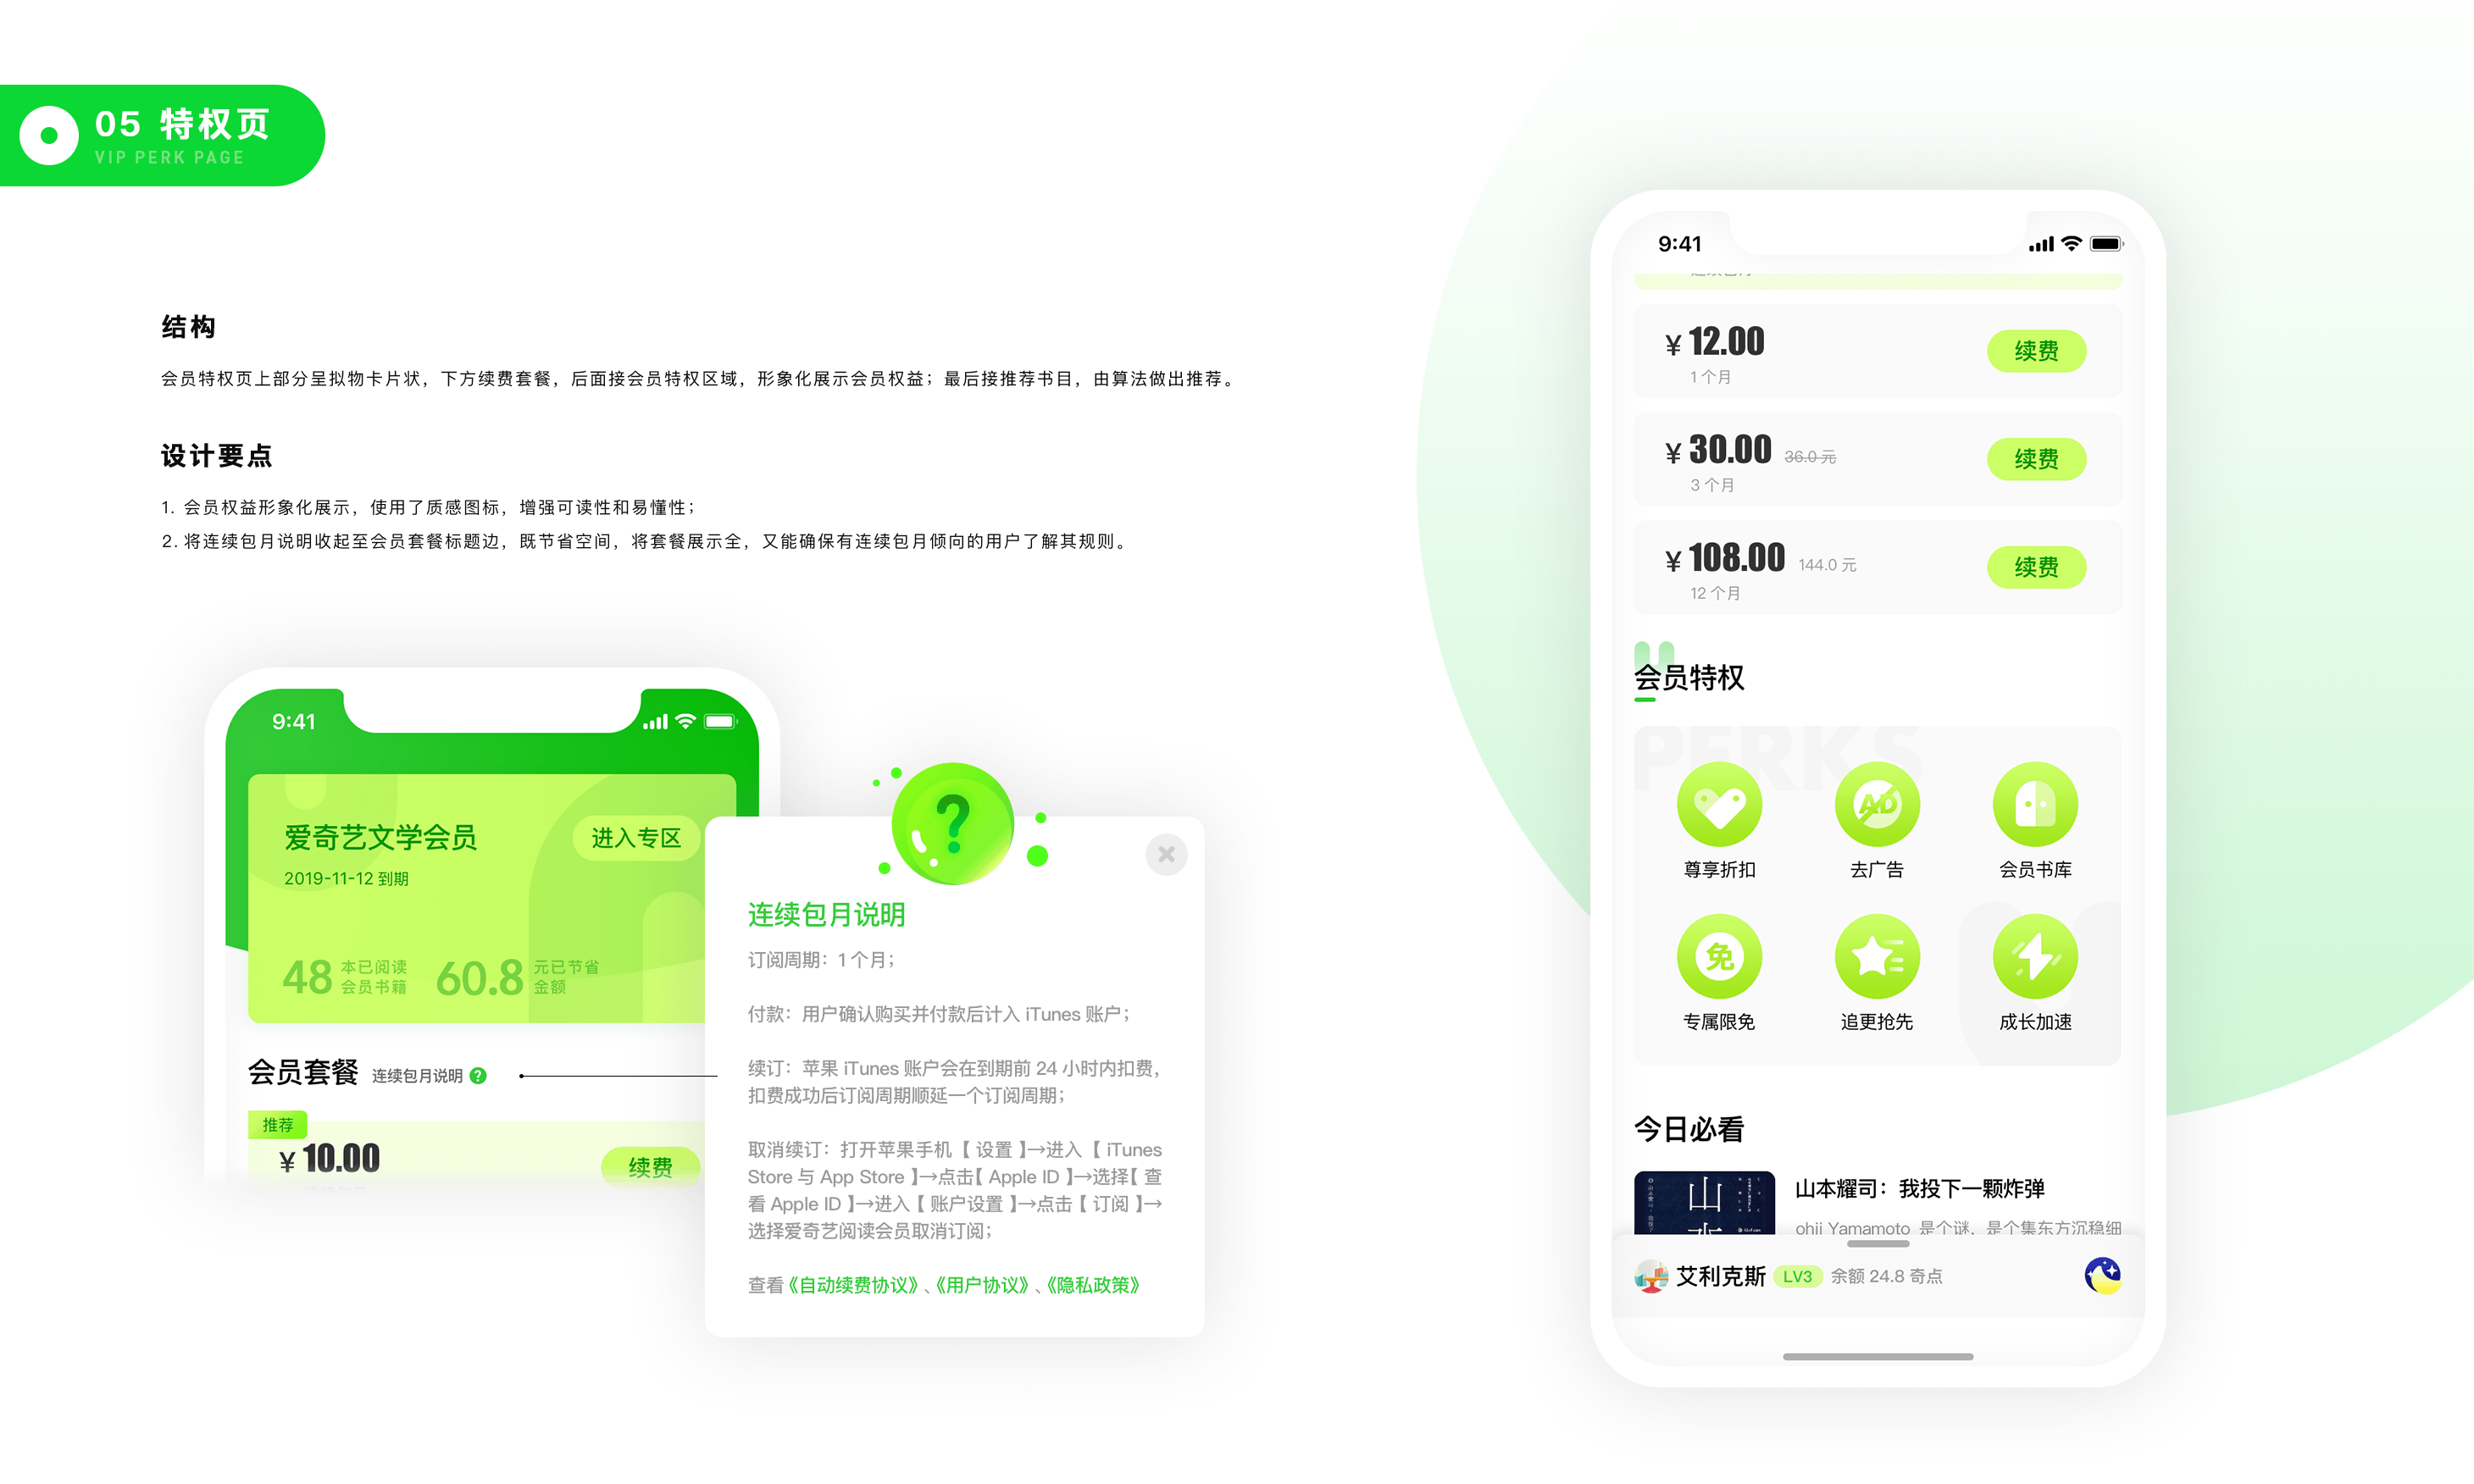 05 特权页
VIP PERK PAGE
结构
会员特权页上部分呈拟物卡片状，下方续费套餐，后面接会员特权区域，形象化展示会员权益；最后接推荐书目，由算法做出推荐。
设计要点
1. 会员权益形象化展示，使用了质感图标，增强可读性和易懂性；
2. 将连续包月说明收起至会员套餐标题边，既节省空间，将套餐展示全，又能确保有连续包月倾向的用户了解其规则。
9:41
爱奇艺文学会员
进入专区
2019-11-12 到期
48 本已阅读
会员书籍
60.8 元已节省
金额
会员套餐 连续包月说明 ?
推荐
¥ 10.00
续费
?
连续包月说明
订阅周期：1 个月；
付款：用户确认购买并付款后计入 iTunes 账户；
续订：苹果 iTunes 账户会在到期前 24 小时内扣费，
扣费成功后订阅周期顺延一个订阅周期；
取消续订：打开苹果手机【 设置 】→进入 【 iTunes
Store 与 App Store 】→点击【 Apple ID 】→选择【 查
看 Apple ID 】→进入【 账户设置 】→点击【 订阅 】→
选择爱奇艺阅读会员取消订阅；
查看《自动续费协议》、《用户协议》、《隐私政策》
9:41
¥ 12.00
1 个月
续费
¥ 30.00 36.0 元
3 个月
续费
¥ 108.00 144.0 元
12 个月
续费
会员特权
PERKS
AD
尊享折扣 去广告 会员书库
免
专属限免 追更抢先 成长加速
今日必看
山本
山本耀司：我投下一颗炸弹
ohji Yamamoto 是个谜，是个集东方沉稳细
艾利克斯 LV3 余额 24.8 奇点